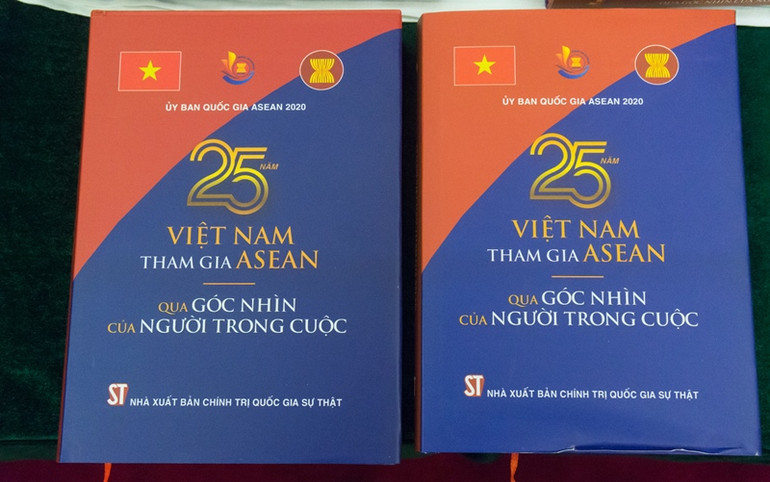 ỦY BAN QUỐC GIA ASEAN 2020
25 NĂM
VIỆT NAM
THAM GIA ASEAN
QUA GÓC NHÌN
CỦA NGƯỜI TRONG CUỘC
ST NHÀ XUẤT BẢN CHÍNH TRỊ QUỐC GIA SỰ THẬT
ỦY BAN QUỐC GIA ASEAN 2020
25 NĂM
VIỆT NAM
THAM GIA ASEAN
QUA GÓC NHÌN
CỦA NGƯỜI TRONG CUỘC
ST NHÀ XUẤT BẢN CHÍNH TRỊ QUỐC GIA SỰ THẬT